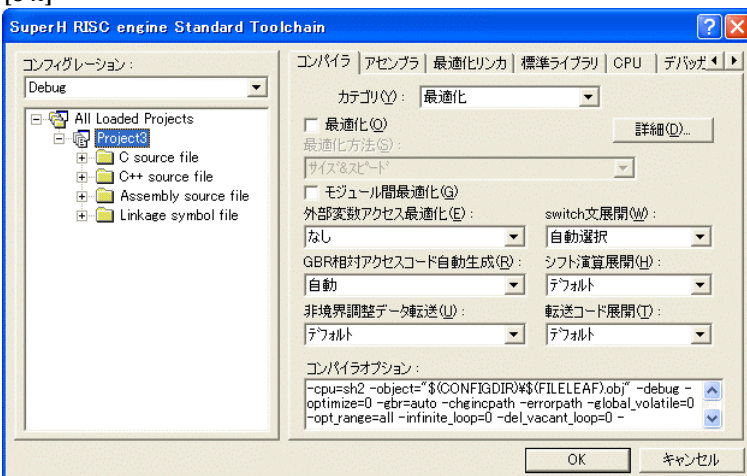 SuperH RISC engine Standard Toolchain
コンフィグレーション :
Debug
All Loaded Projects
Project3
C source file
C++ source file
Assembly source file
Linkage symbol file
コンパイラ アセンブラ 最適化リンカ 標準ライブラリ CPU デバッガ
カテゴリ(Y) : 最適化
最適化(O)
詳細(D)...
最適化方法(S) :
サイズ&スピード
モジュール間最適化(G)
外部変数アクセス最適化(E) : switch文展開(W) :
なし 自動選択
GBR相対アクセスコード自動生成(R) : シフト演算展開(H) :
自動 デフォルト
非境界調整データ転送(U) : 転送コード展開(T) :
デフォルト デフォルト
コンパイラオプション :
-cpu=sh2 -object="$(CONFIGDIR)¥$(FILELEAF).obj" -debug -
optimize=0 -gbr=auto -chgincpath -errorpath -global_volatile=0
-opt_range=all -infinite_loop=0 -del_vacant_loop=0 -
OK キャンセル